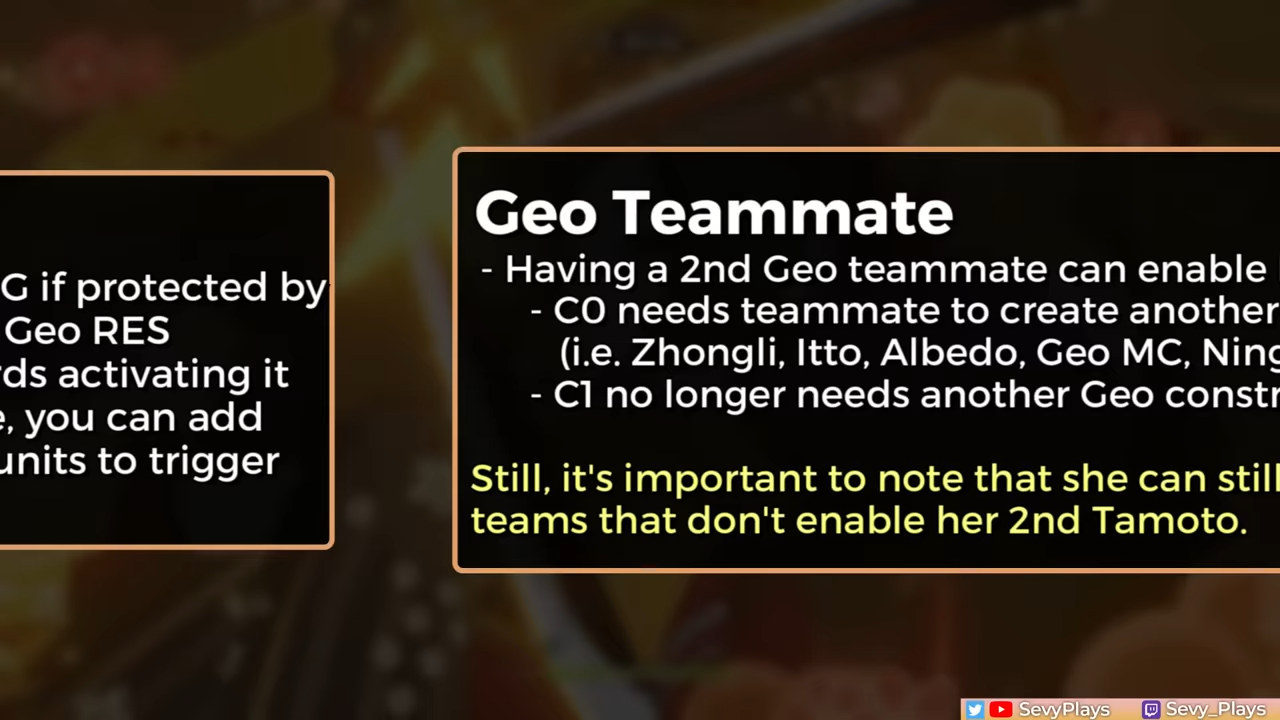 G if protected by
Geo RES
rds activating it
e, you can add
units to trigger
Geo Teammate
- Having a 2nd Geo teammate can enable
- C0 needs teammate to create another
(i.e. Zhongli, Itto, Albedo, Geo MC, Ning
- C1 no longer needs another Geo constr
Still, it's important to note that she can still
teams that don't enable her 2nd Tamoto.
SevyPlays Sevy_Plays